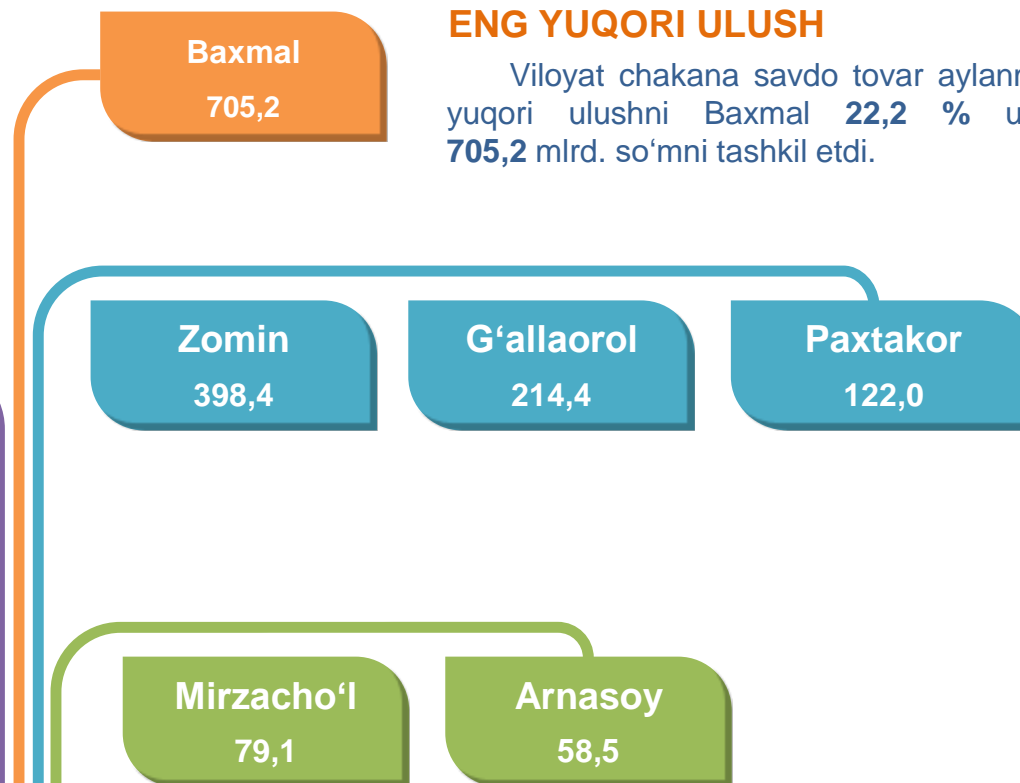 Baxmal
705,2
ENG YUQORI ULUSH
Viloyat chakana savdo tovar
yuqori ulushni Baxmal 22,2 %
705,2 mlrd. so‘mni tashkil etdi.
Zomin
398,4
G‘allaorol
214,4
Paxtakor
122,0
Mirzacho‘l
79,1
Arnasoy
58,5